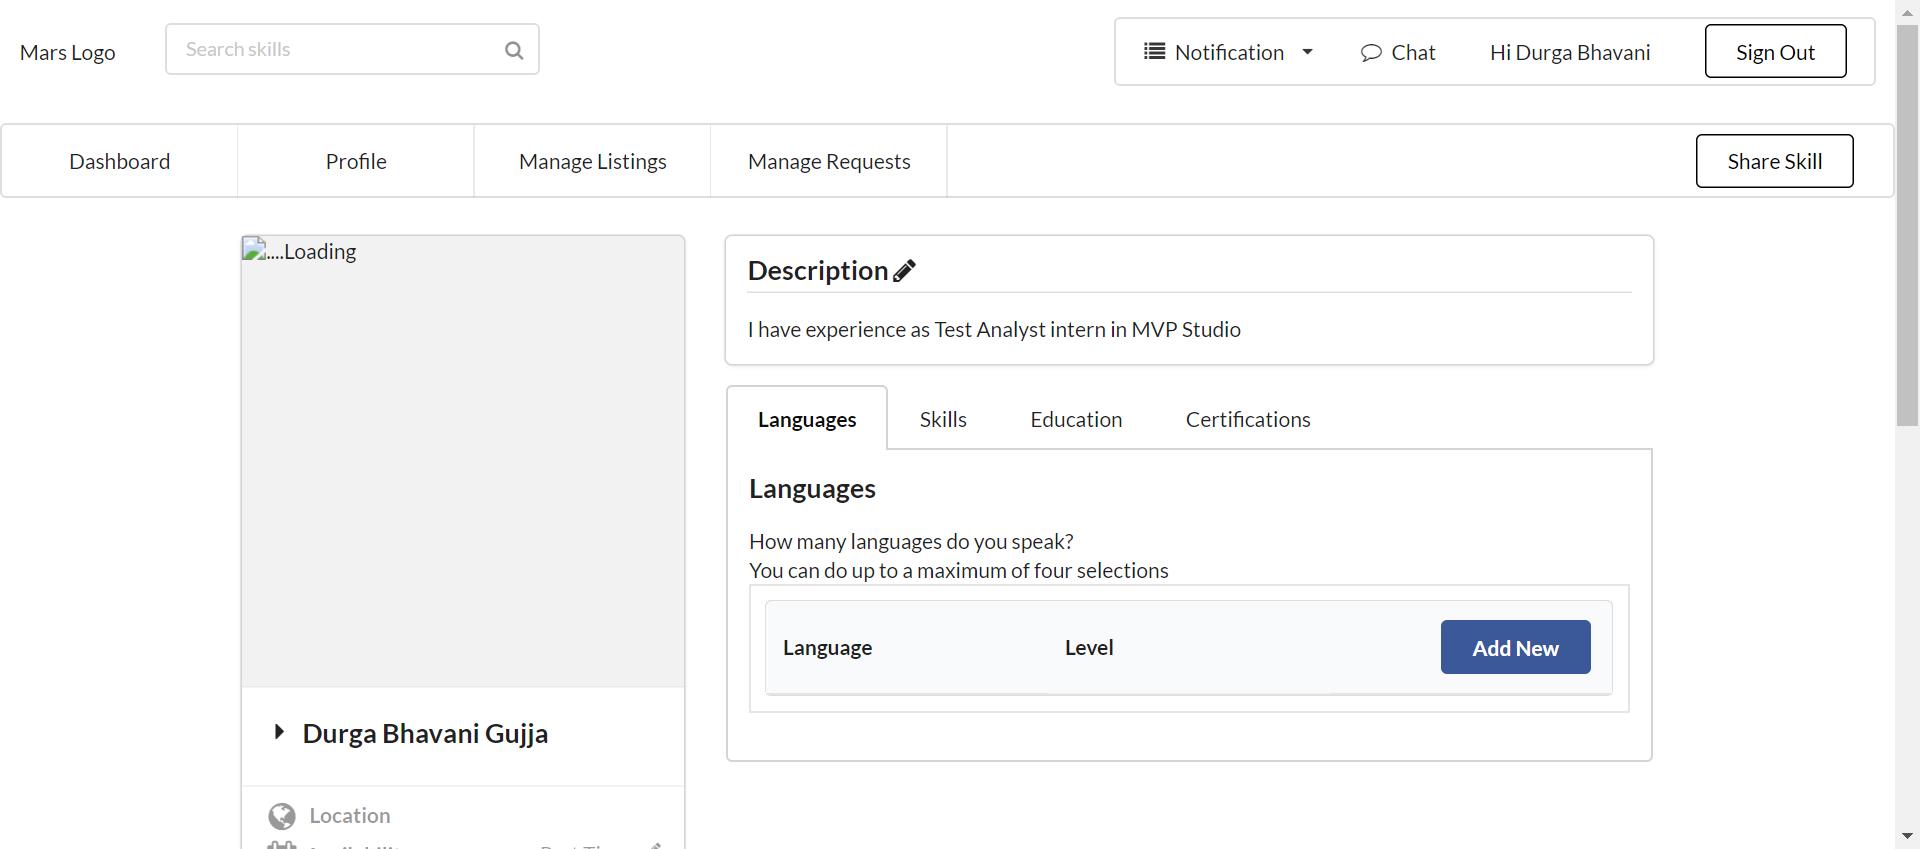 Mars Logo
Search skills
Notification
Chat
Hi Durga Bhavani
Sign Out
Dashboard
Profile
Manage Listings
Manage Requests
Share Skill
....Loading
Durga Bhavani Gujja
Location
Description
I have experience as Test Analyst intern in MVP Studio
Languages
Skills
Education
Certifications
Languages
How many languages do you speak?
You can do up to a maximum of four selections
Language
Level
Add New